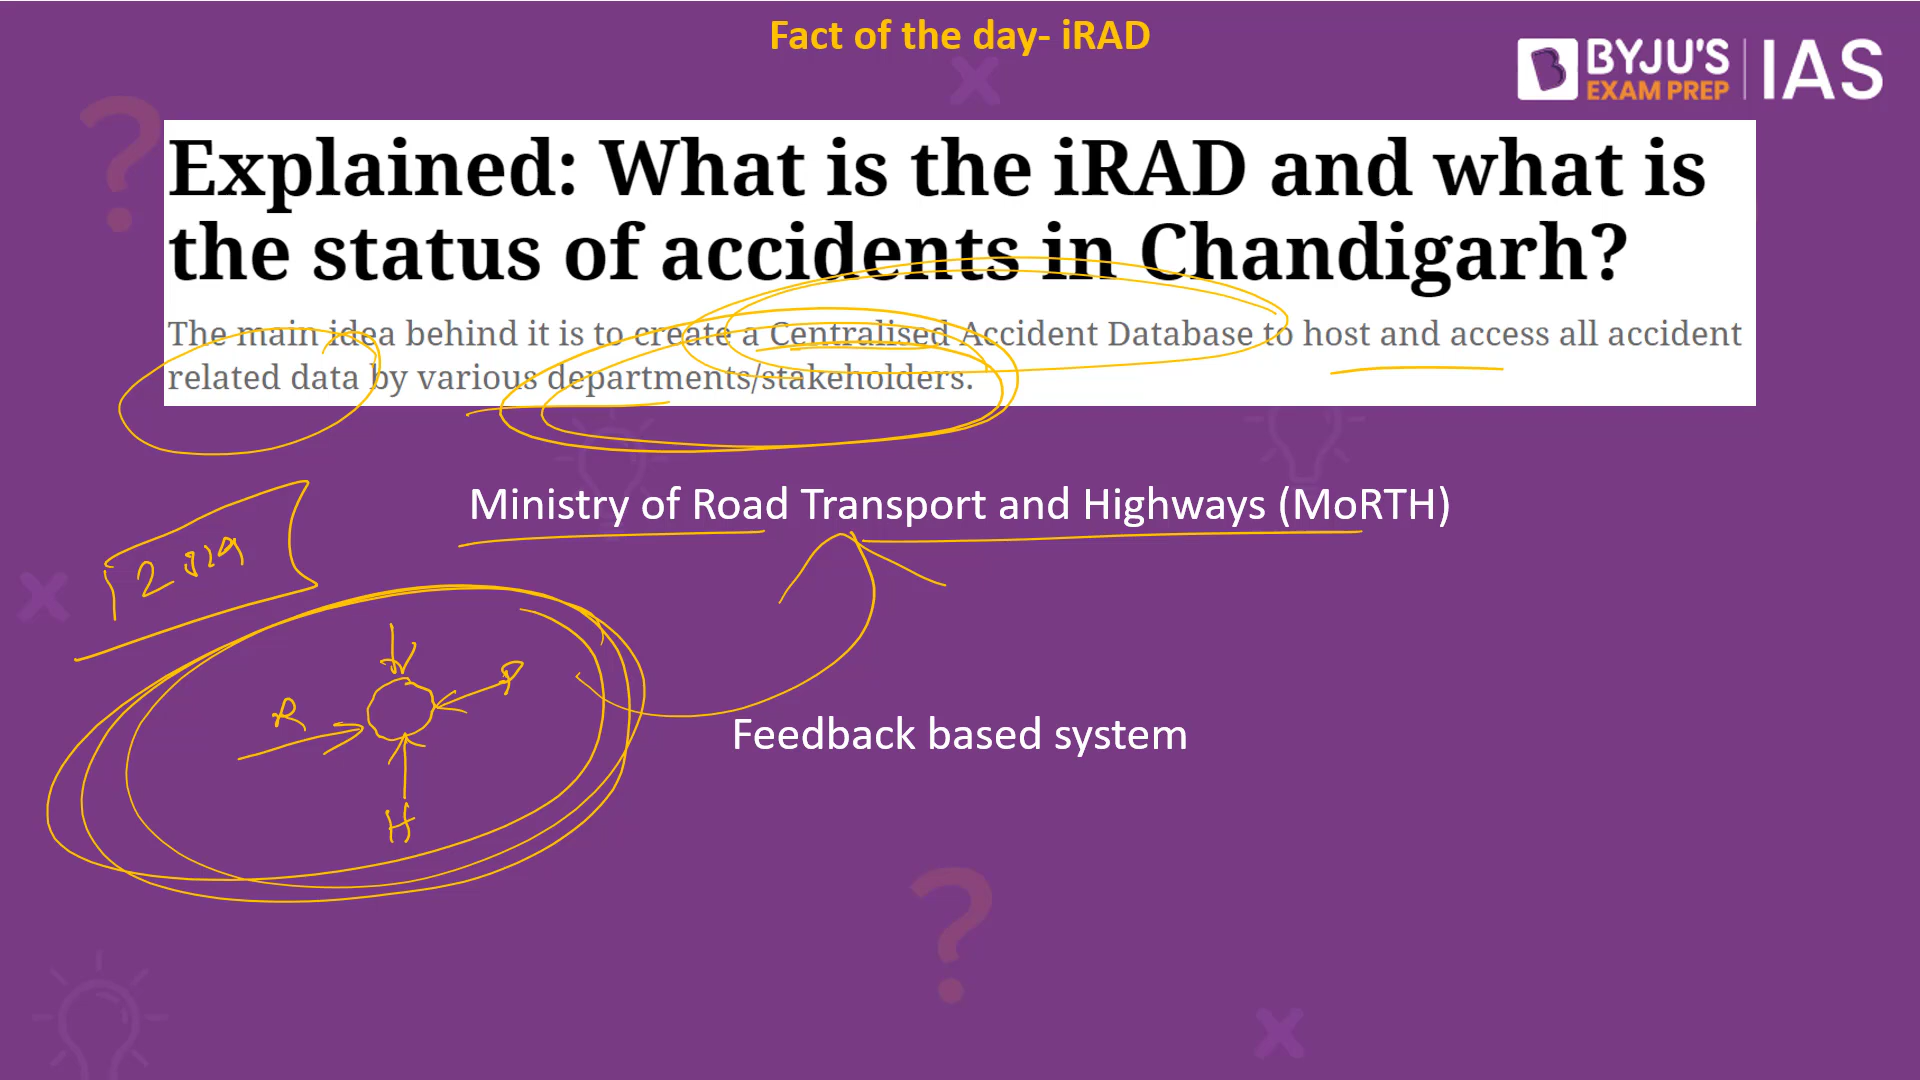 Fact of the day- iRAD
BYJU'S
EXAM PREP
IAS
Explained: What is the iRAD and what is
the status of accidents in Chandigarh?
The main idea behind it is to create a Centralised Accident Database to host and access all accident
related data by various departments/stakeholders.
Ministry of Road Transport and Highways (MoRTH)
R
P
Feedback based system
H